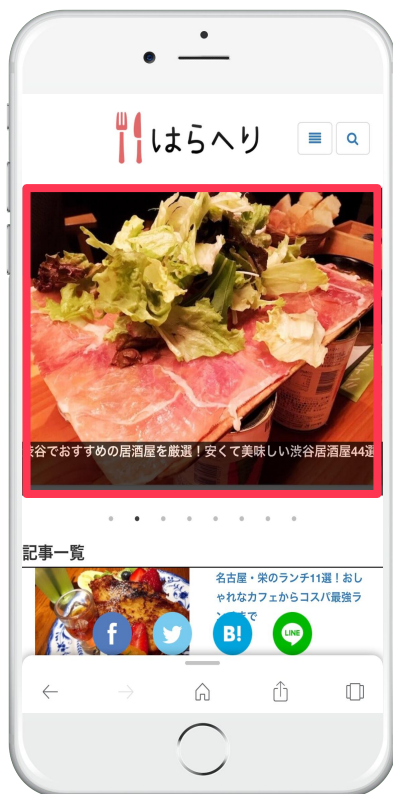 はらへり
谷でおすすめの居酒屋を厳選！安くて美味しい渋谷居酒屋44選
記事一覧
名古屋・栄のランチ11選！おし
ゃれなカフェからコスパ最強ラ
まで
f
B!
LINE